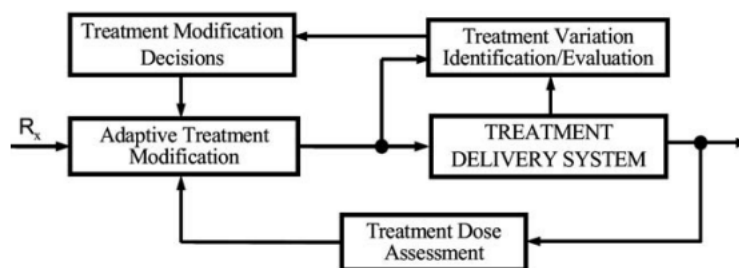 Treatment Modification
Decisions
Treatment Variation
Identification/Evaluation
Rx
Adaptive Treatment
Modification
TREATMENT
DELIVERY SYSTEM
Treatment Dose
Assessment